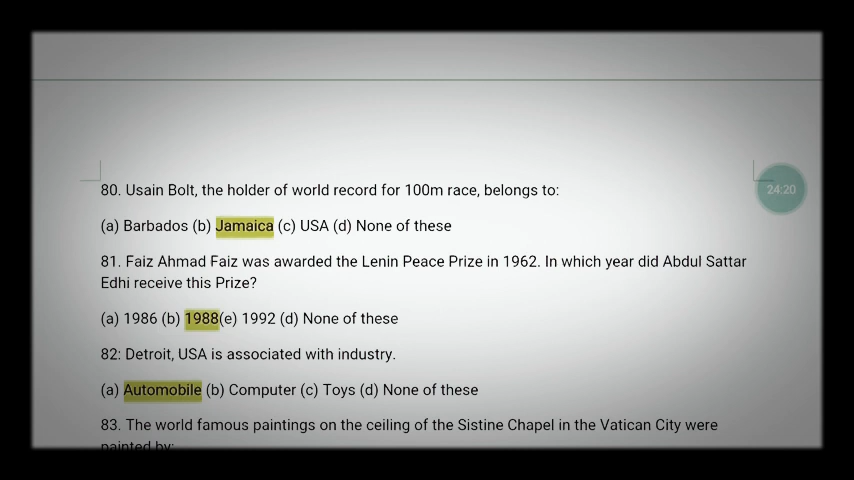 80. Usain Bolt, the holder of world record for 100m race, belongs to:
24:20
(a) Barbados (b) Jamaica (c) USA (d) None of these
81. Faiz Ahmad Faiz was awarded the Lenin Peace Prize in 1962. In which year did Abdul Sattar
Edhi receive this Prize?
(a) 1986 (b) 1988(e) 1992 (d) None of these
82: Detroit, USA is associated with industry.
(a) Automobile (b) Computer (c) Toys (d) None of these
83. The world famous paintings on the ceiling of the Sistine Chapel in the Vatican City were
painted by: